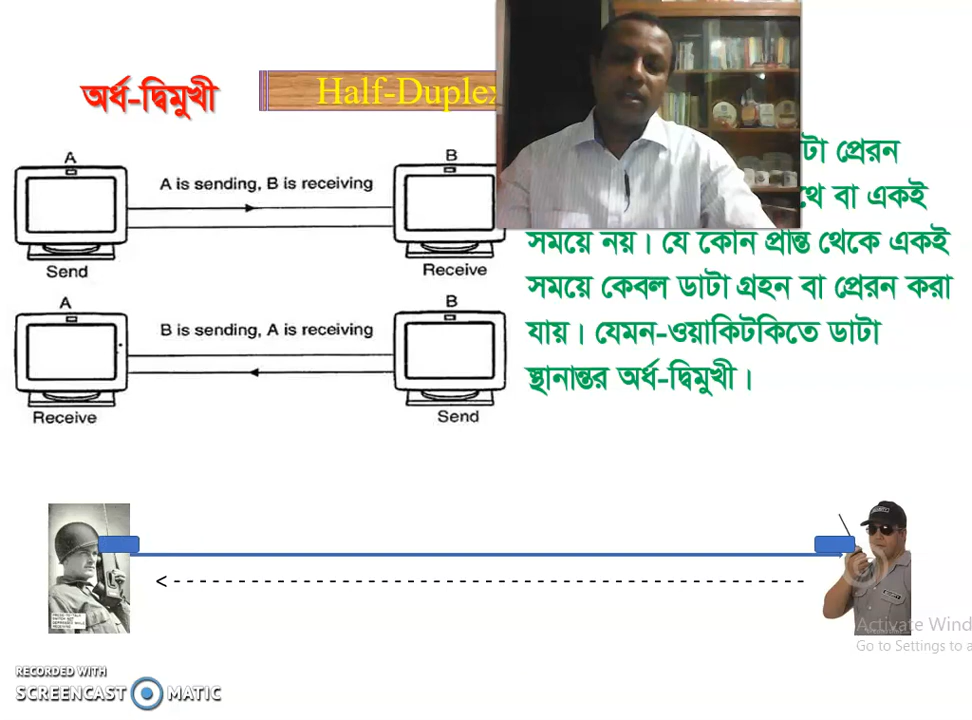 অর্ধ-দ্বিমুখী
Half-Duplex
প্রেরন
বা একই
সময়ে নয়। যে কোন প্রান্ত থেকে একই
সময়ে কেবল ডাটা গ্রহন বা প্রেরন করা
যায়। যেমন-ওয়াকিটকিতে ডাটা
স্থানান্তর অর্ধ-দ্বিমুখী।
A
B
A is sending, B is receiving
Send
Receive
A
B
B is sending, A is receiving
Receive
Send
SECURITY
Activate Wind
Go to Settings to a
RECORDED WITH
SCREENCAST MATIC